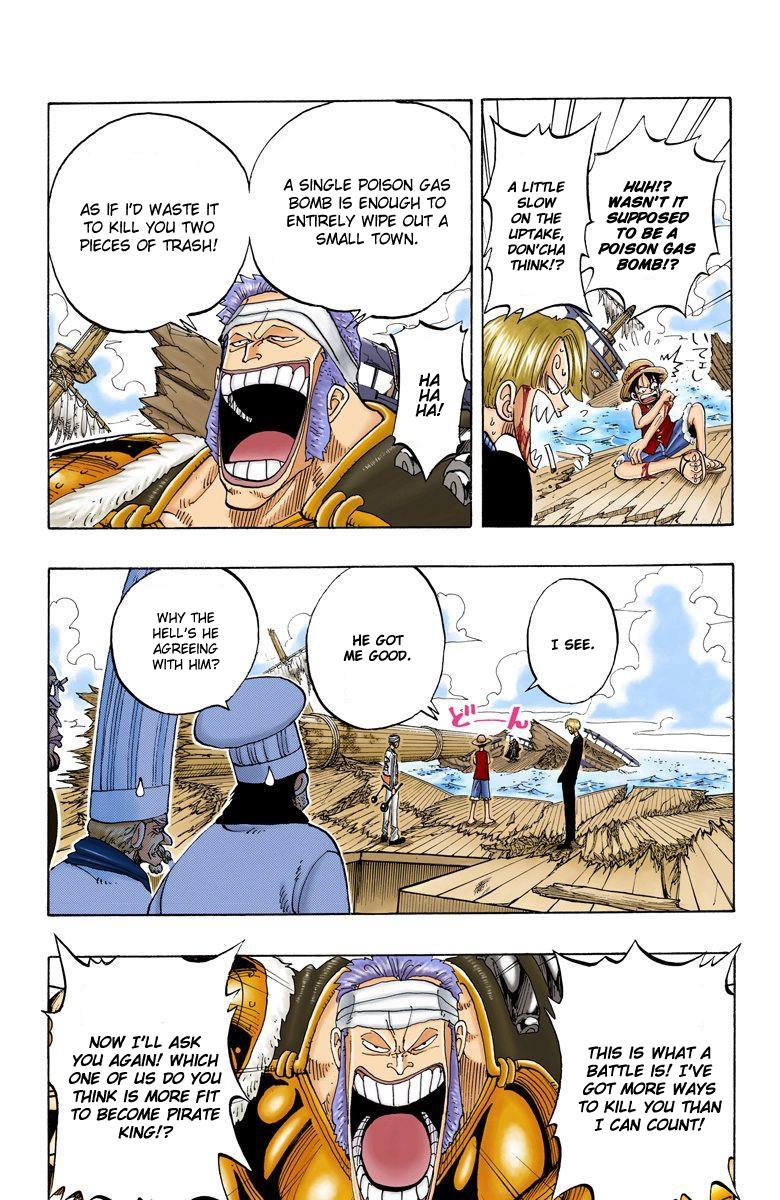 HUH!?
WASN'T IT
SUPPOSED
TO BE A
POISON GAS
BOMB!?
A LITTLE
SLOW
ON THE
UPTAKE,
DON'CHA
THINK!?
いてェ
A SINGLE POISON GAS
BOMB IS ENOUGH TO
ENTIRELY WIPE OUT A
SMALL TOWN.
AS IF I'D WASTE IT
TO KILL YOU TWO
PIECES OF TRASH!
HA
HA
HA!
I SEE.
HE GOT
ME GOOD.
どーん
WHY THE
HELL'S HE
AGREEING
WITH HIM?
THIS IS WHAT A
BATTLE IS! I'VE
GOT MORE WAYS
TO KILL YOU THAN
I CAN COUNT!
NOW I'LL ASK
YOU AGAIN! WHICH
ONE OF US DO YOU
THINK IS MORE FIT
TO BECOME PIRATE
KING!?